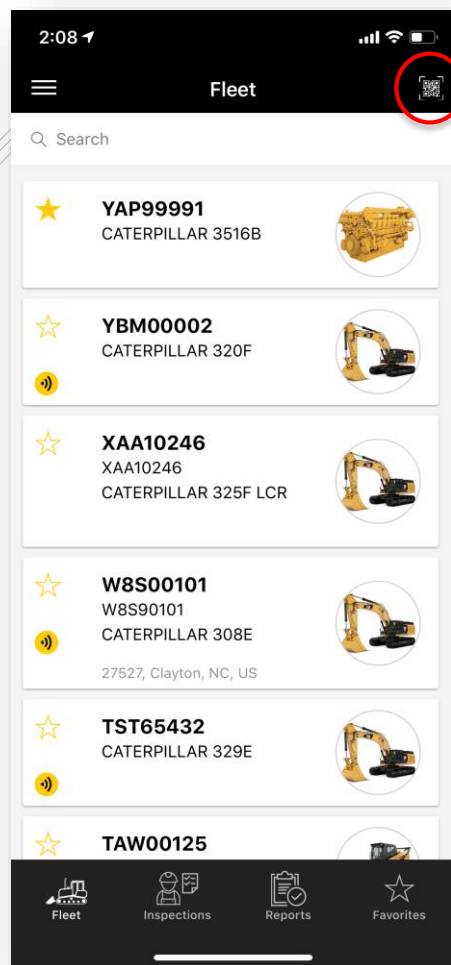 2:08
Fleet
Search
YAP99991
CATERPILLAR 3516B
YBM00002
CATERPILLAR 320F
XAA10246
XAA10246
CATERPILLAR 325F LCR
W8S00101
W8S90101
CATERPILLAR 308E
27527, Clayton, NC, US
TST65432
CATERPILLAR 329E
TAW00125
Fleet Inspections Reports Favorites